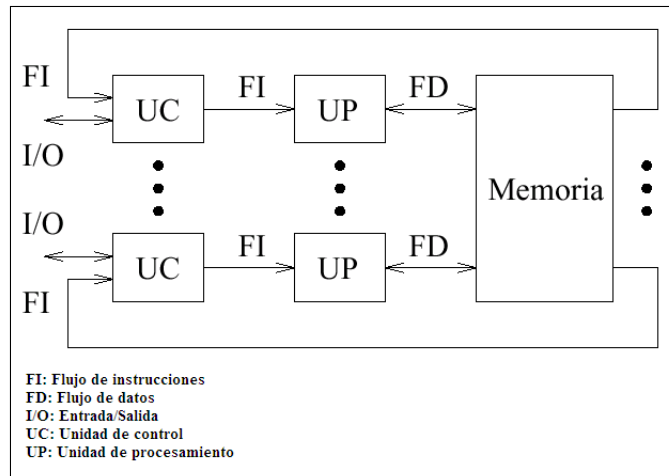 FI
UC
FI
UP
FD
I/O
Memoria
I/O
UC
FI
UP
FD
FI
FI: Flujo de instrucciones
FD: Flujo de datos
I/O: Entrada/Salida
UC: Unidad de control
UP: Unidad de procesamiento